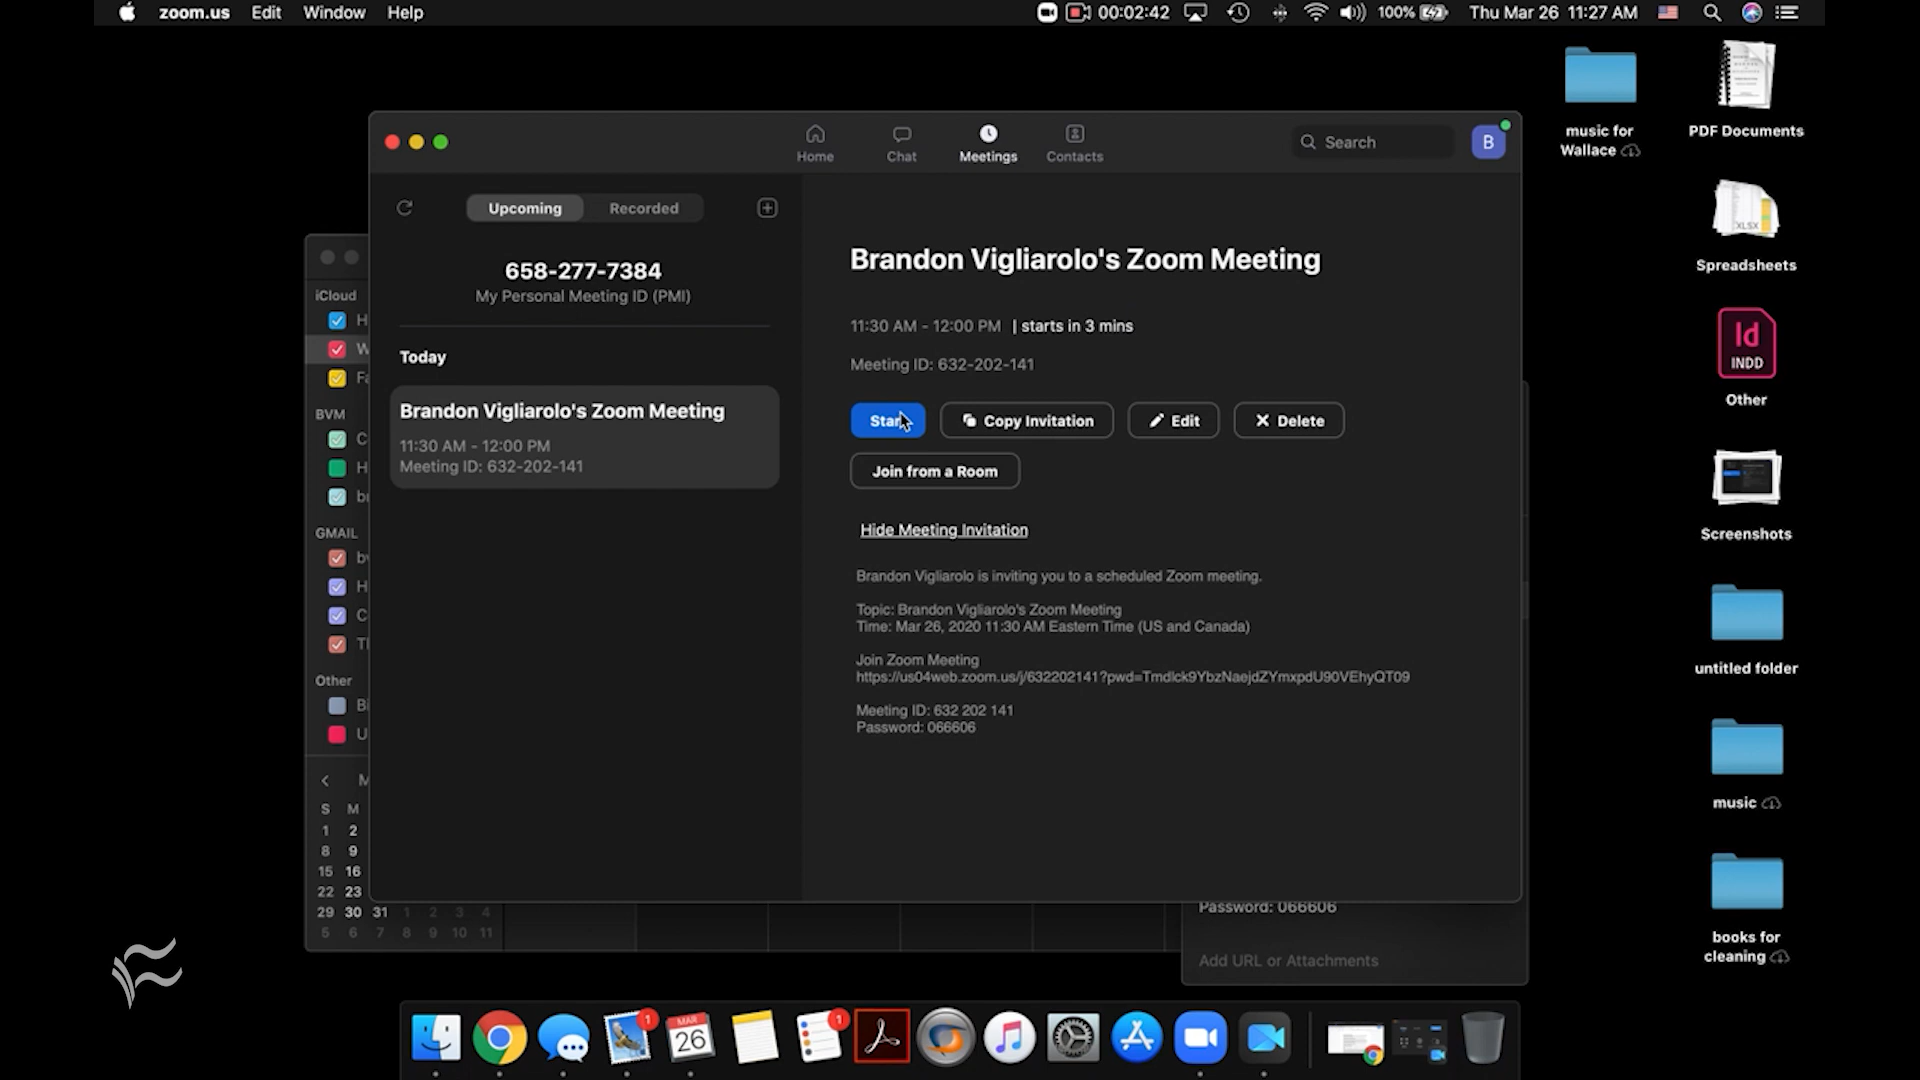 zoom.us Edit Window Help
00:02:42 100% Thu Mar 26 11:27 AM
music for
Wallace
PDF Documents
XLSX
Spreadsheets
Id
INDD
Other
Screenshots
untitled folder
music
books for
cleaning
Home Chat Meetings Contacts
Search
B
Upcoming Recorded
658-277-7384
My Personal Meeting ID (PMI)
Today
Brandon Vigliarolo's Zoom Meeting
11:30 AM - 12:00 PM
Meeting ID: 632-202-141
Brandon Vigliarolo's Zoom Meeting
11:30 AM - 12:00 PM | starts in 3 mins
Meeting ID: 632-202-141
Copy Invitation Edit Delete
Join from a Room
Hide Meeting Invitation
Brandon Vigliarolo is inviting you to a scheduled Zoom meeting.
Topic: Brandon Vigliarolo's Zoom Meeting
Time: Mar 26, 2020 11:30 AM Eastern Time (US and Canada)
Join Zoom Meeting
https://us04web.zoom.us/j/632202141?pwd=Tmdlck9YbzNaejdZYmxpdU90VEhyQT09
Meeting ID: 632 202 141
Password: 066606
iCloud
H
W
Fa
BVM
C
H
GMAIL
H
C
Other
U
M
S M
1 2
8 9
15 16
22 23
29 30 31 1 2 3 4
5 6 7 8 9 10 11
Password: 066606
Add URL or Attachments
1
MAR
26
1